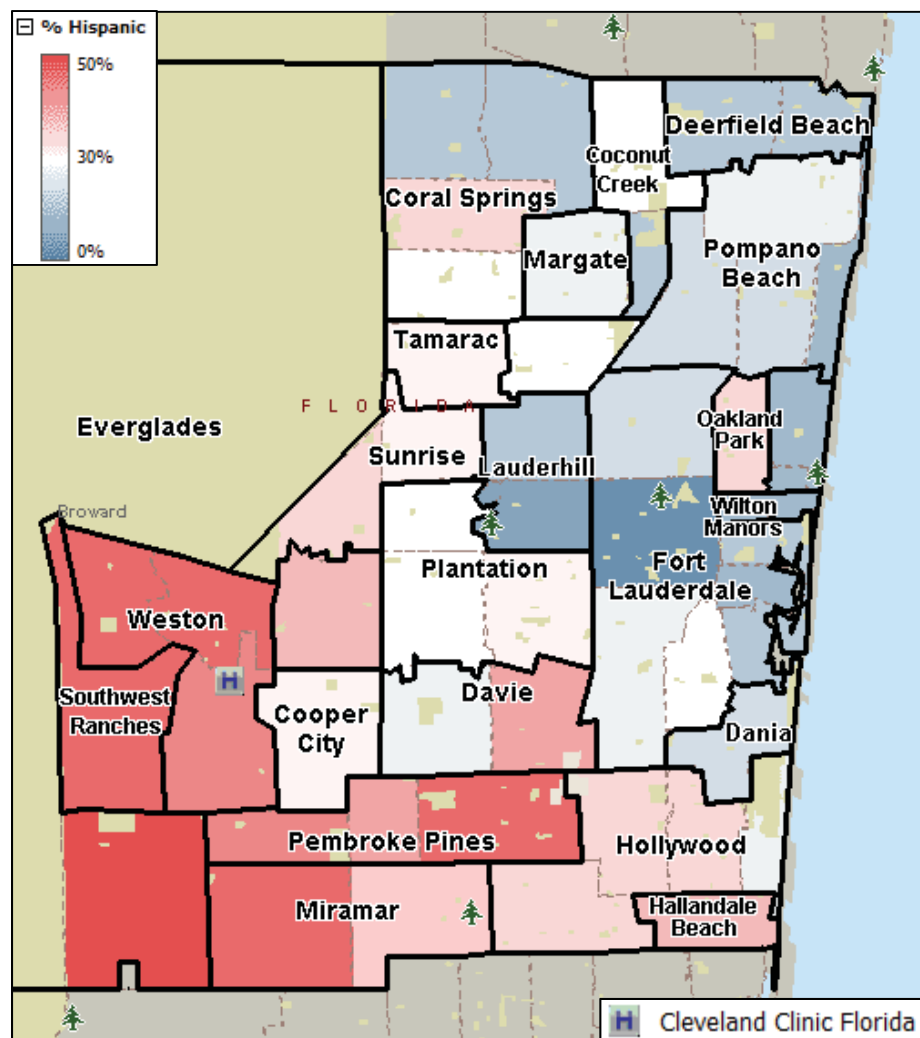 % Hispanic
50%
30%
0%
Deerfield Beach
Coconut
Creek
Coral Springs
Margate
Pompano
Beach
Tamarac
FLORIDA
Everglades
Sunrise
Lauderhill
Oakland
Park
Broward
Wilton
Manors
Plantation
Fort
Lauderdale
Weston
H
Southwest
Ranches
Davie
Cooper
City
Dania
Pembroke Pines
Hollywood
Miramar
Hallandale
Beach
H Cleveland Clinic Florida